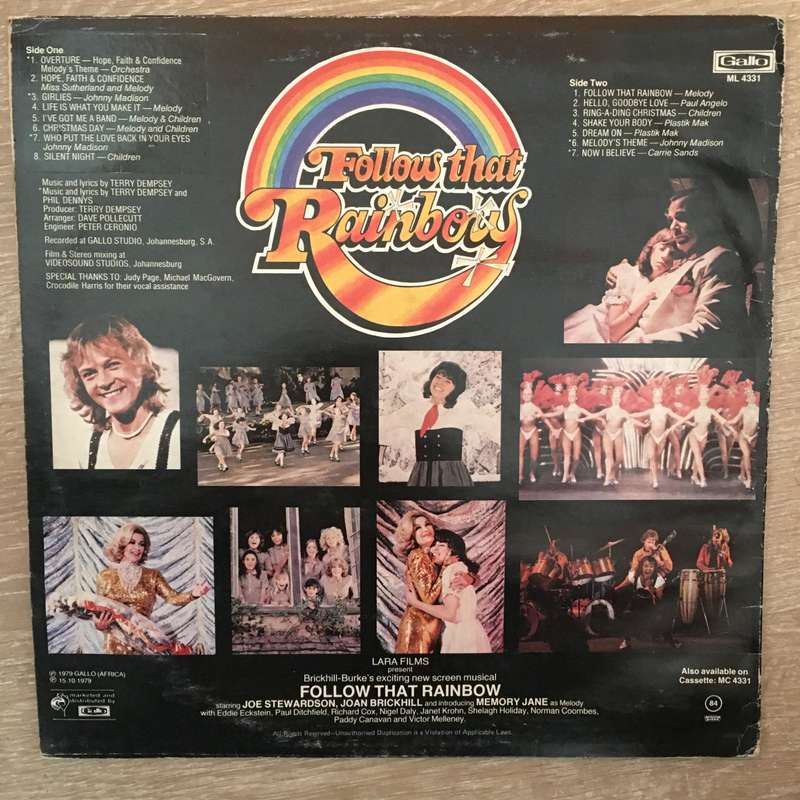 Side One
*1. OVERTURE — Hope, Faith & Confidence
Melody's Theme — Orchestra
2. HOPE, FAITH & CONFIDENCE
Miss Sutherland and Melody
*3. GIRLIES — Johnny Madison
4. LIFE IS WHAT YOU MAKE IT — Melody
5. I'VE GOT ME A BAND — Melody & Children
6. CHRISTMAS DAY — Melody and Children
*7. WHO PUT THE LOVE BACK IN YOUR EYES
Johnny Madison
8. SILENT NIGHT — Children
Music and lyrics by TERRY DEMPSEY
*Music and lyrics by TERRY DEMPSEY and
PHIL DENNYS
Producer: TERRY DEMPSEY
Arranger: DAVE POLLECUTT
Engineer: PETER CERONIO
Recorded at GALLO STUDIO, Johannesburg, S.A.
Film & Stereo mixing at
VIDEOSOUND STUDIOS, Johannesburg
SPECIAL THANKS TO: Judy Page, Michael MacGovern,
Crocodile Harris for their vocal assistance
Follow that
Rainbow
Gallo
ML 4331
Side Two
1. FOLLOW THAT RAINBOW — Melody
2. HELLO, GOODBYE LOVE — Paul Angelo
3. RING-A-DING CHRISTMAS — Children
4. SHAKE YOUR BODY — Plastik Mak
5. DREAM ON — Plastik Mak
*6. MELODY'S THEME — Johnny Madison
*7. NOW I BELIEVE — Carrie Sands
LARA FILMS
present
Brickhill-Burke's exciting new screen musical
FOLLOW THAT RAINBOW
starring JOE STEWARDSON, JOAN BRICKHILL and introducing MEMORY JANE as Melody
with Eddie Eckstein, Paul Ditchfield, Richard Cox, Nigel Daly, Janet Krohn, Shelagh Holiday, Norman Coombes,
Paddy Canavan and Victor Melleney.
All Rights Reserved—Unauthorised Duplication is a Violation of Applicable Laws.
℗ 1979 GALLO (AFRICA)
℗ 15.10 1979
marketed and
distributed by
Gallo
Also available on
Cassette: MC 4331
84